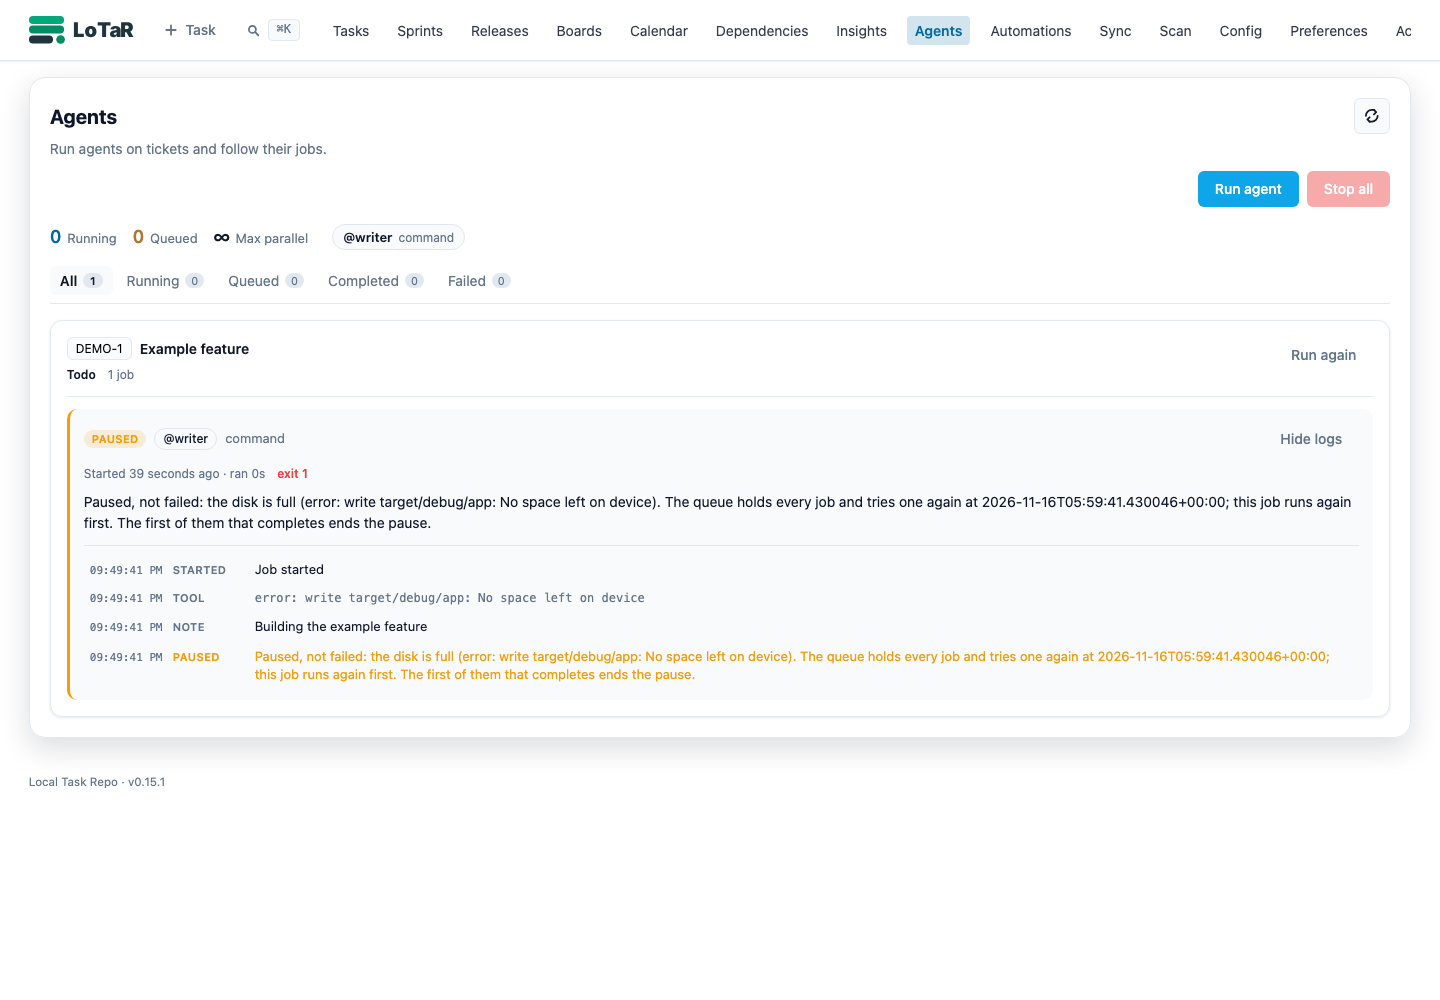 LoTaR
+ Task
⌘K
Tasks
Sprints
Releases
Boards
Calendar
Dependencies
Insights
Agents
Automations
Sync
Scan
Config
Preferences
Ac
Agents
Run agents on tickets and follow their jobs.
Run agent
Stop all
0 Running
0 Queued
∞ Max parallel
@writer command
All 1
Running 0
Queued 0
Completed 0
Failed 0
DEMO-1 Example feature
Todo 1 job
Run again
PAUSED @writer command
Hide logs
Started 39 seconds ago · ran 0s exit 1
Paused, not failed: the disk is full (error: write target/debug/app: No space left on device). The queue holds every job and tries one again at 2026-11-16T05:59:41.430046+00:00; this job runs again
first. The first of them that completes ends the pause.
09:49:41 PM STARTED Job started
09:49:41 PM TOOL error: write target/debug/app: No space left on device
09:49:41 PM NOTE Building the example feature
09:49:41 PM PAUSED Paused, not failed: the disk is full (error: write target/debug/app: No space left on device). The queue holds every job and tries one again at 2026-11-16T05:59:41.430046+00:00;
this job runs again first. The first of them that completes ends the pause.
Local Task Repo · v0.15.1